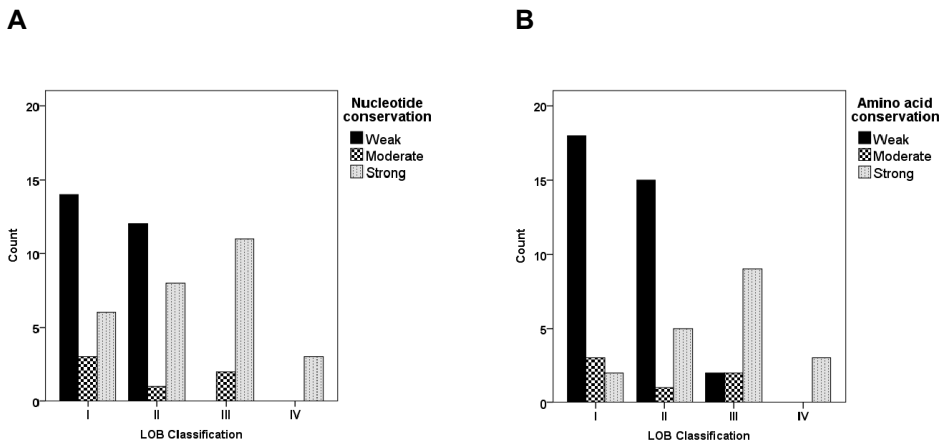 A
B
Nucleotide
conservation
Weak
Moderate
Strong
20
15
10
5
0
Count
I II III IV
LOB Classification
Amino acid
conservation
Weak
Moderate
Strong
20
15
10
5
0
Count
I II III IV
LOB Classification